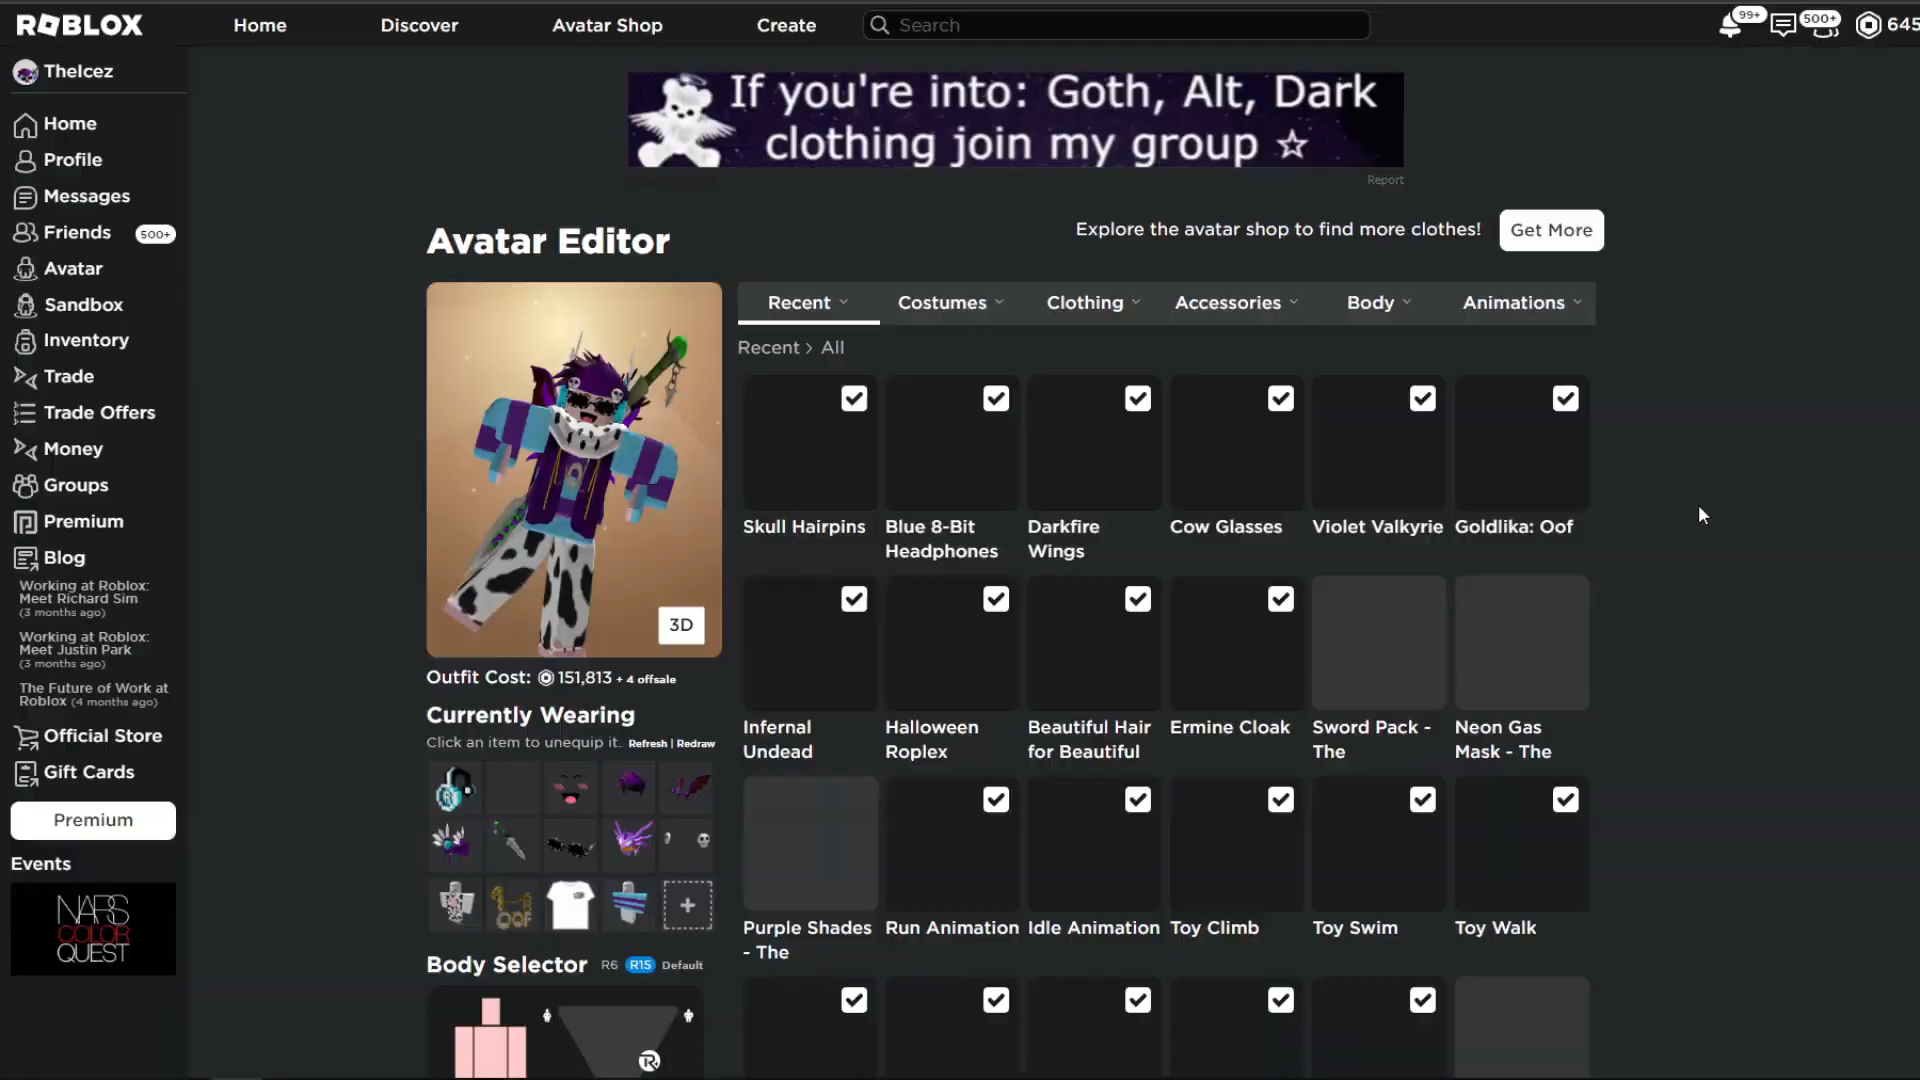 ROBLOX
Home
Discover
Avatar Shop
Create
Search
99+
500+
645
TheIcez
Home
Profile
Messages
Friends
500+
Avatar
Sandbox
Inventory
Trade
Trade Offers
Money
Groups
Premium
Blog
Working at Roblox:
Meet Richard Sim
(3 months ago)
Working at Roblox:
Meet Justin Park
(3 months ago)
The Future of Work at
Roblox (4 months ago)
Official Store
Gift Cards
Premium
Events
NARS
COLOR
QUEST
If you're into: Goth, Alt, Dark
clothing join my group ☆
Report
Avatar Editor
Explore the avatar shop to find more clothes!
Get More
3D
Outfit Cost: 151,813 + 4 offsale
Currently Wearing
Click an item to unequip it. Refresh | Redraw
OOF
+
Body Selector R6 R15 Default
R
Recent
Costumes
Clothing
Accessories
Body
Animations
Recent > All
Skull Hairpins
Blue 8-Bit
Headphones
Darkfire
Wings
Cow Glasses
Violet Valkyrie
Goldlika: Oof
Infernal
Undead
Halloween
Roplex
Beautiful Hair
for Beautiful
Ermine Cloak
Sword Pack -
The
Neon Gas
Mask - The
Purple Shades
- The
Run Animation
Idle Animation
Toy Climb
Toy Swim
Toy Walk